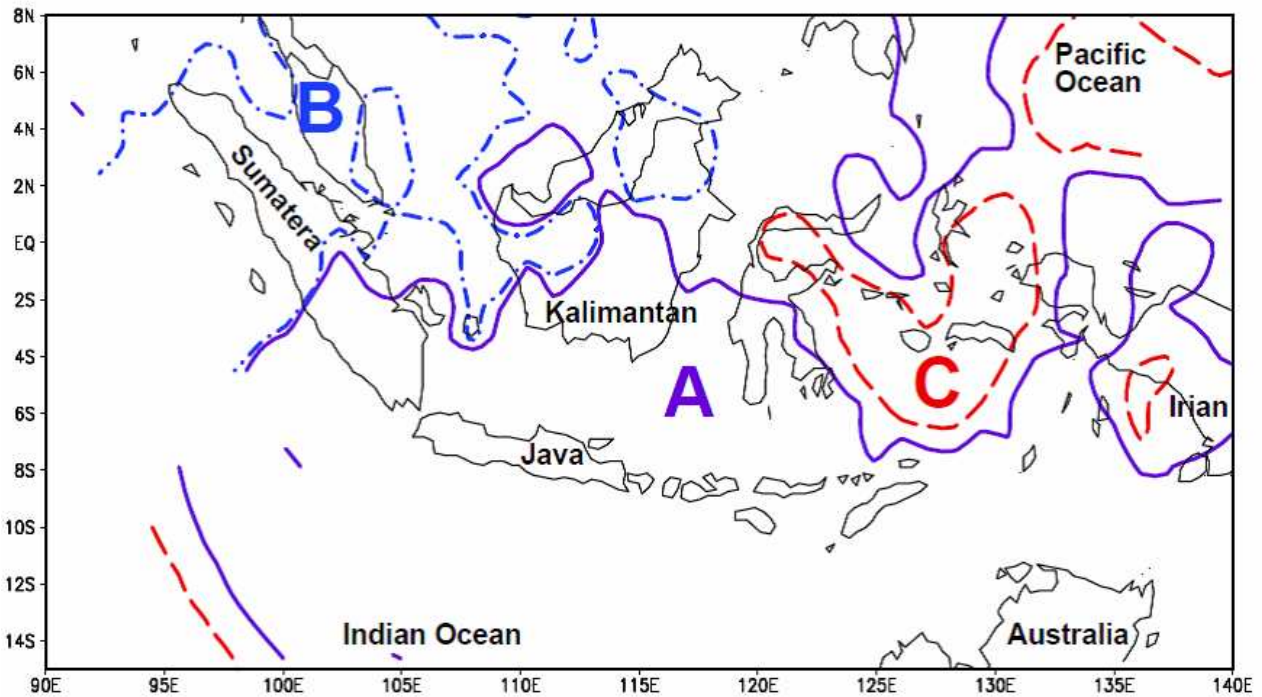 8N
6N
4N
2N
EQ
2S
4S
6S
8S
10S
12S
14S
Pacific
Ocean
B
Sumatera
Kalimantan
A
C
Irian
Java
Indian Ocean
Australia
90E 95E 100E 105E 110E 115E 120E 125E 130E 135E 140E